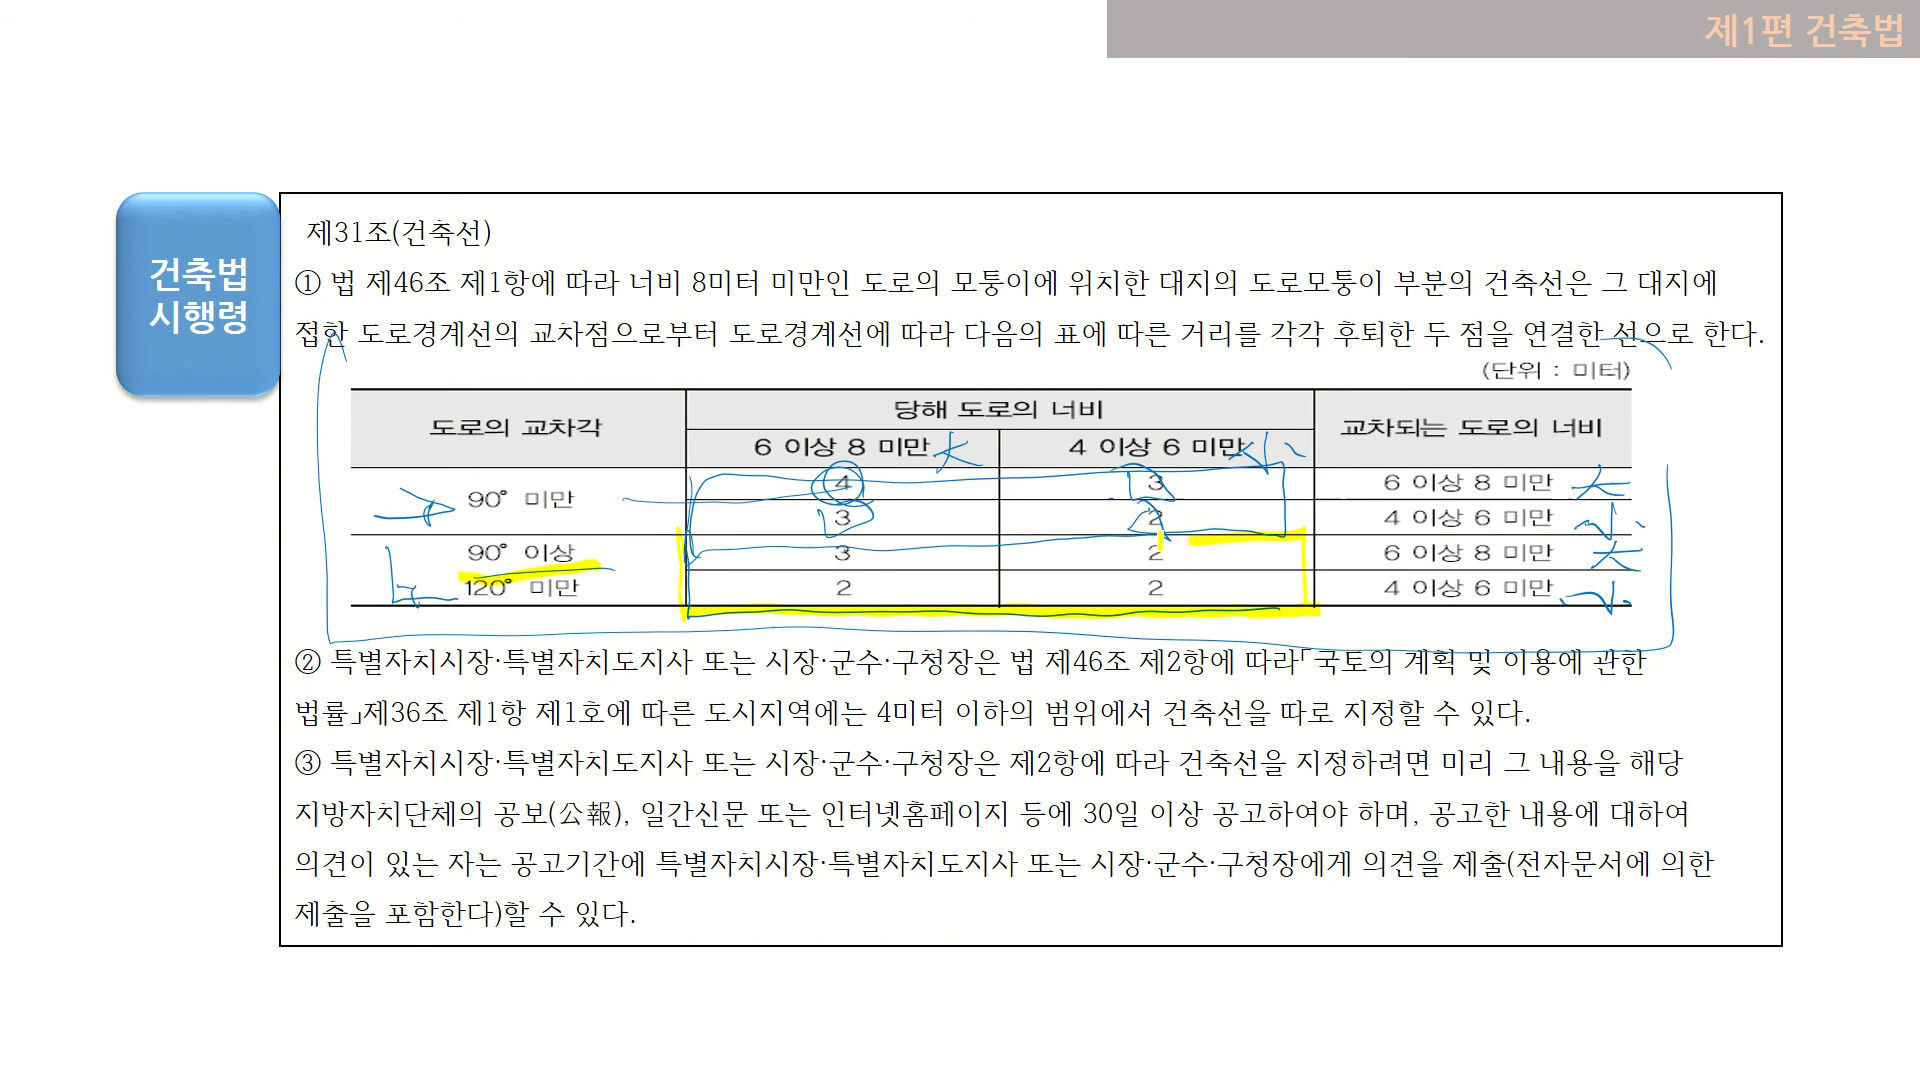 제1편 건축법
건축법
시행령
제31조(건축선)
① 법 제46조 제1항에 따라 너비 8미터 미만인 도로의 모퉁이에 위치한 대지의 도로모퉁이 부분의 건축선은 그 대지에
접한 도로경계선의 교차점으로부터 도로경계선에 따라 다음의 표에 따른 거리를 각각 후퇴한 두 점을 연결한 선으로 한다.
(단위 : 미터)
도로의 교차각 당해 도로의 너비 교차되는 도로의 너비
6 이상 8 미만 大 4 이상 6 미만 小
90° 미만 4 3 6 이상 8 미만 大
3 2 4 이상 6 미만 小
90° 이상 3 2 6 이상 8 미만 大
120° 미만 2 2 4 이상 6 미만 小
② 특별자치시장·특별자치도지사 또는 시장·군수·구청장은 법 제46조 제2항에 따라「국토의 계획 및 이용에 관한
법률」제36조 제1항 제1호에 따른 도시지역에는 4미터 이하의 범위에서 건축선을 따로 지정할 수 있다.
③ 특별자치시장·특별자치도지사 또는 시장·군수·구청장은 제2항에 따라 건축선을 지정하려면 미리 그 내용을 해당
지방자치단체의 공보(公報), 일간신문 또는 인터넷홈페이지 등에 30일 이상 공고하여야 하며, 공고한 내용에 대하여
의견이 있는 자는 공고기간에 특별자치시장·특별자치도지사 또는 시장·군수·구청장에게 의견을 제출(전자문서에 의한
제출을 포함한다)할 수 있다.